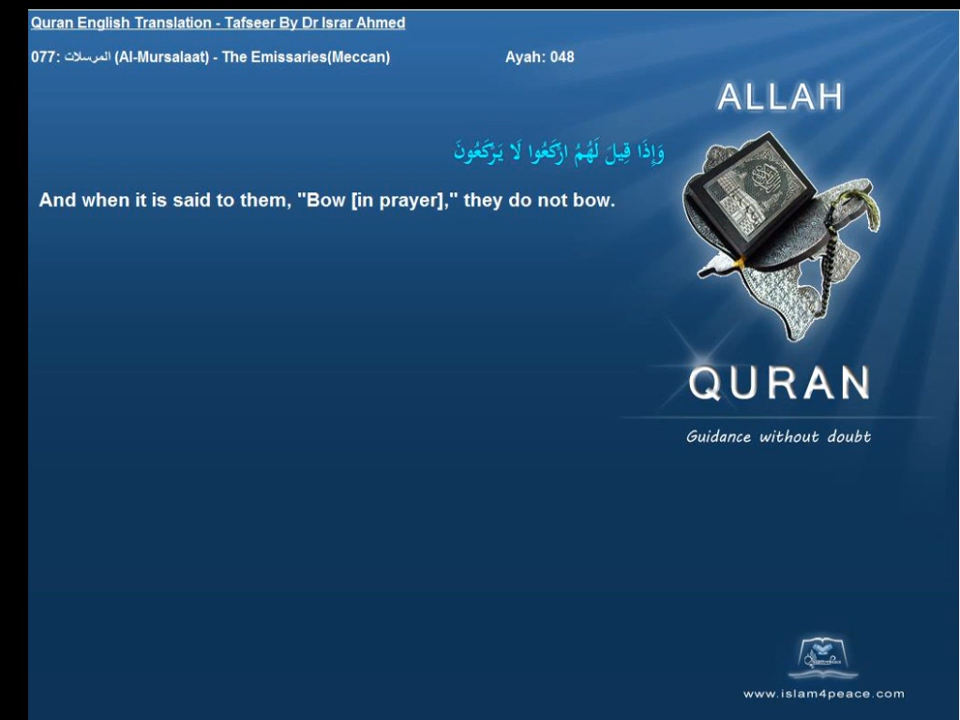 Quran English Translation - Tafseer By Dr Israr Ahmed
077: المرسلات (Al-Mursalaat) - The Emissaries(Meccan) Ayah: 048
ALLAH
وَإِذَا قِيلَ لَهُمُ ارْكَعُوا لَا يَرْكَعُونَ
And when it is said to them, "Bow [in prayer]," they do not bow.
QURAN
Guidance without doubt
www.islam4peace.com